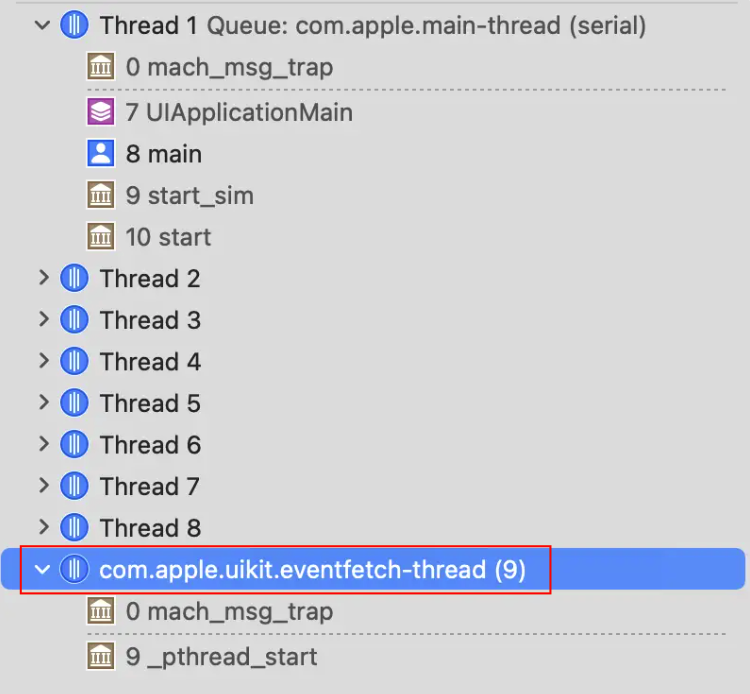 Thread 1 Queue: com.apple.main-thread (serial)
0 mach_msg_trap
7 UIApplicationMain
8 main
9 start_sim
10 start
Thread 2
Thread 3
Thread 4
Thread 5
Thread 6
Thread 7
Thread 8
com.apple.uikit.eventfetch-thread (9)
0 mach_msg_trap
9 _pthread_start